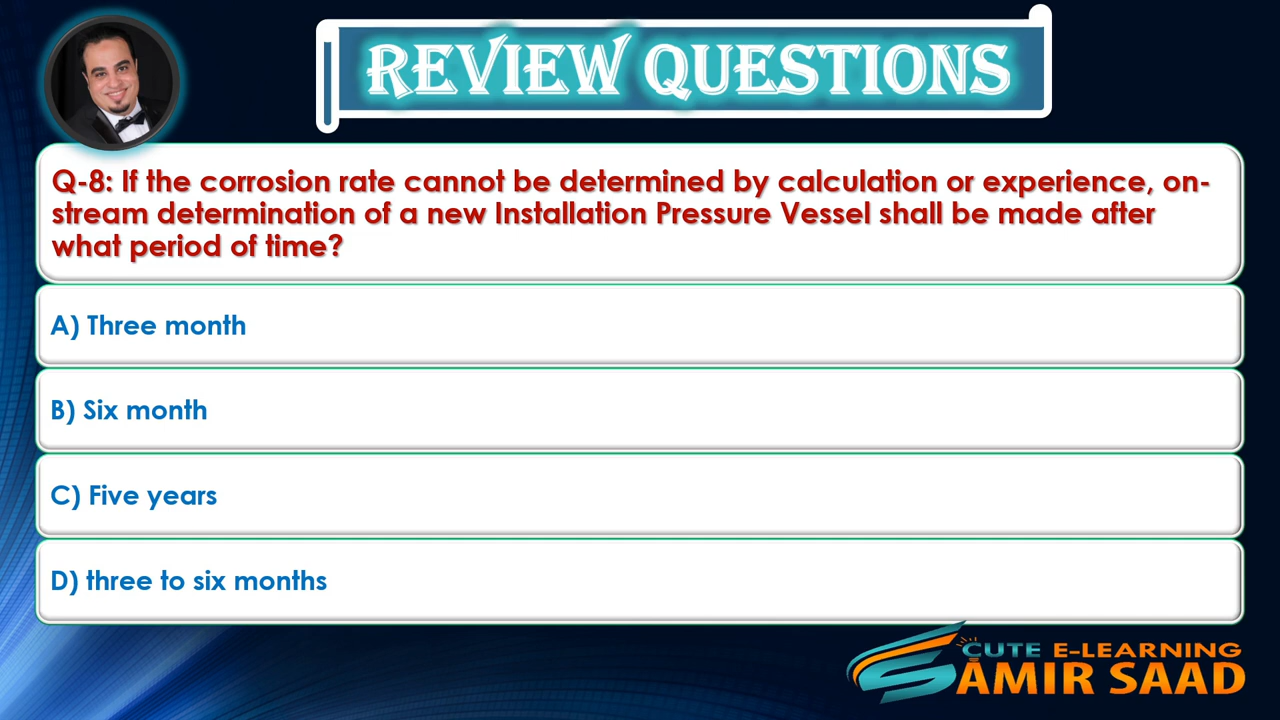 REVIEW QUESTIONS
Q-8: If the corrosion rate cannot be determined by calculation or experience, on-
stream determination of a new Installation Pressure Vessel shall be made after
what period of time?
A) Three month
B) Six month
C) Five years
D) three to six months
CUTE E-LEARNING
AMIR SAAD